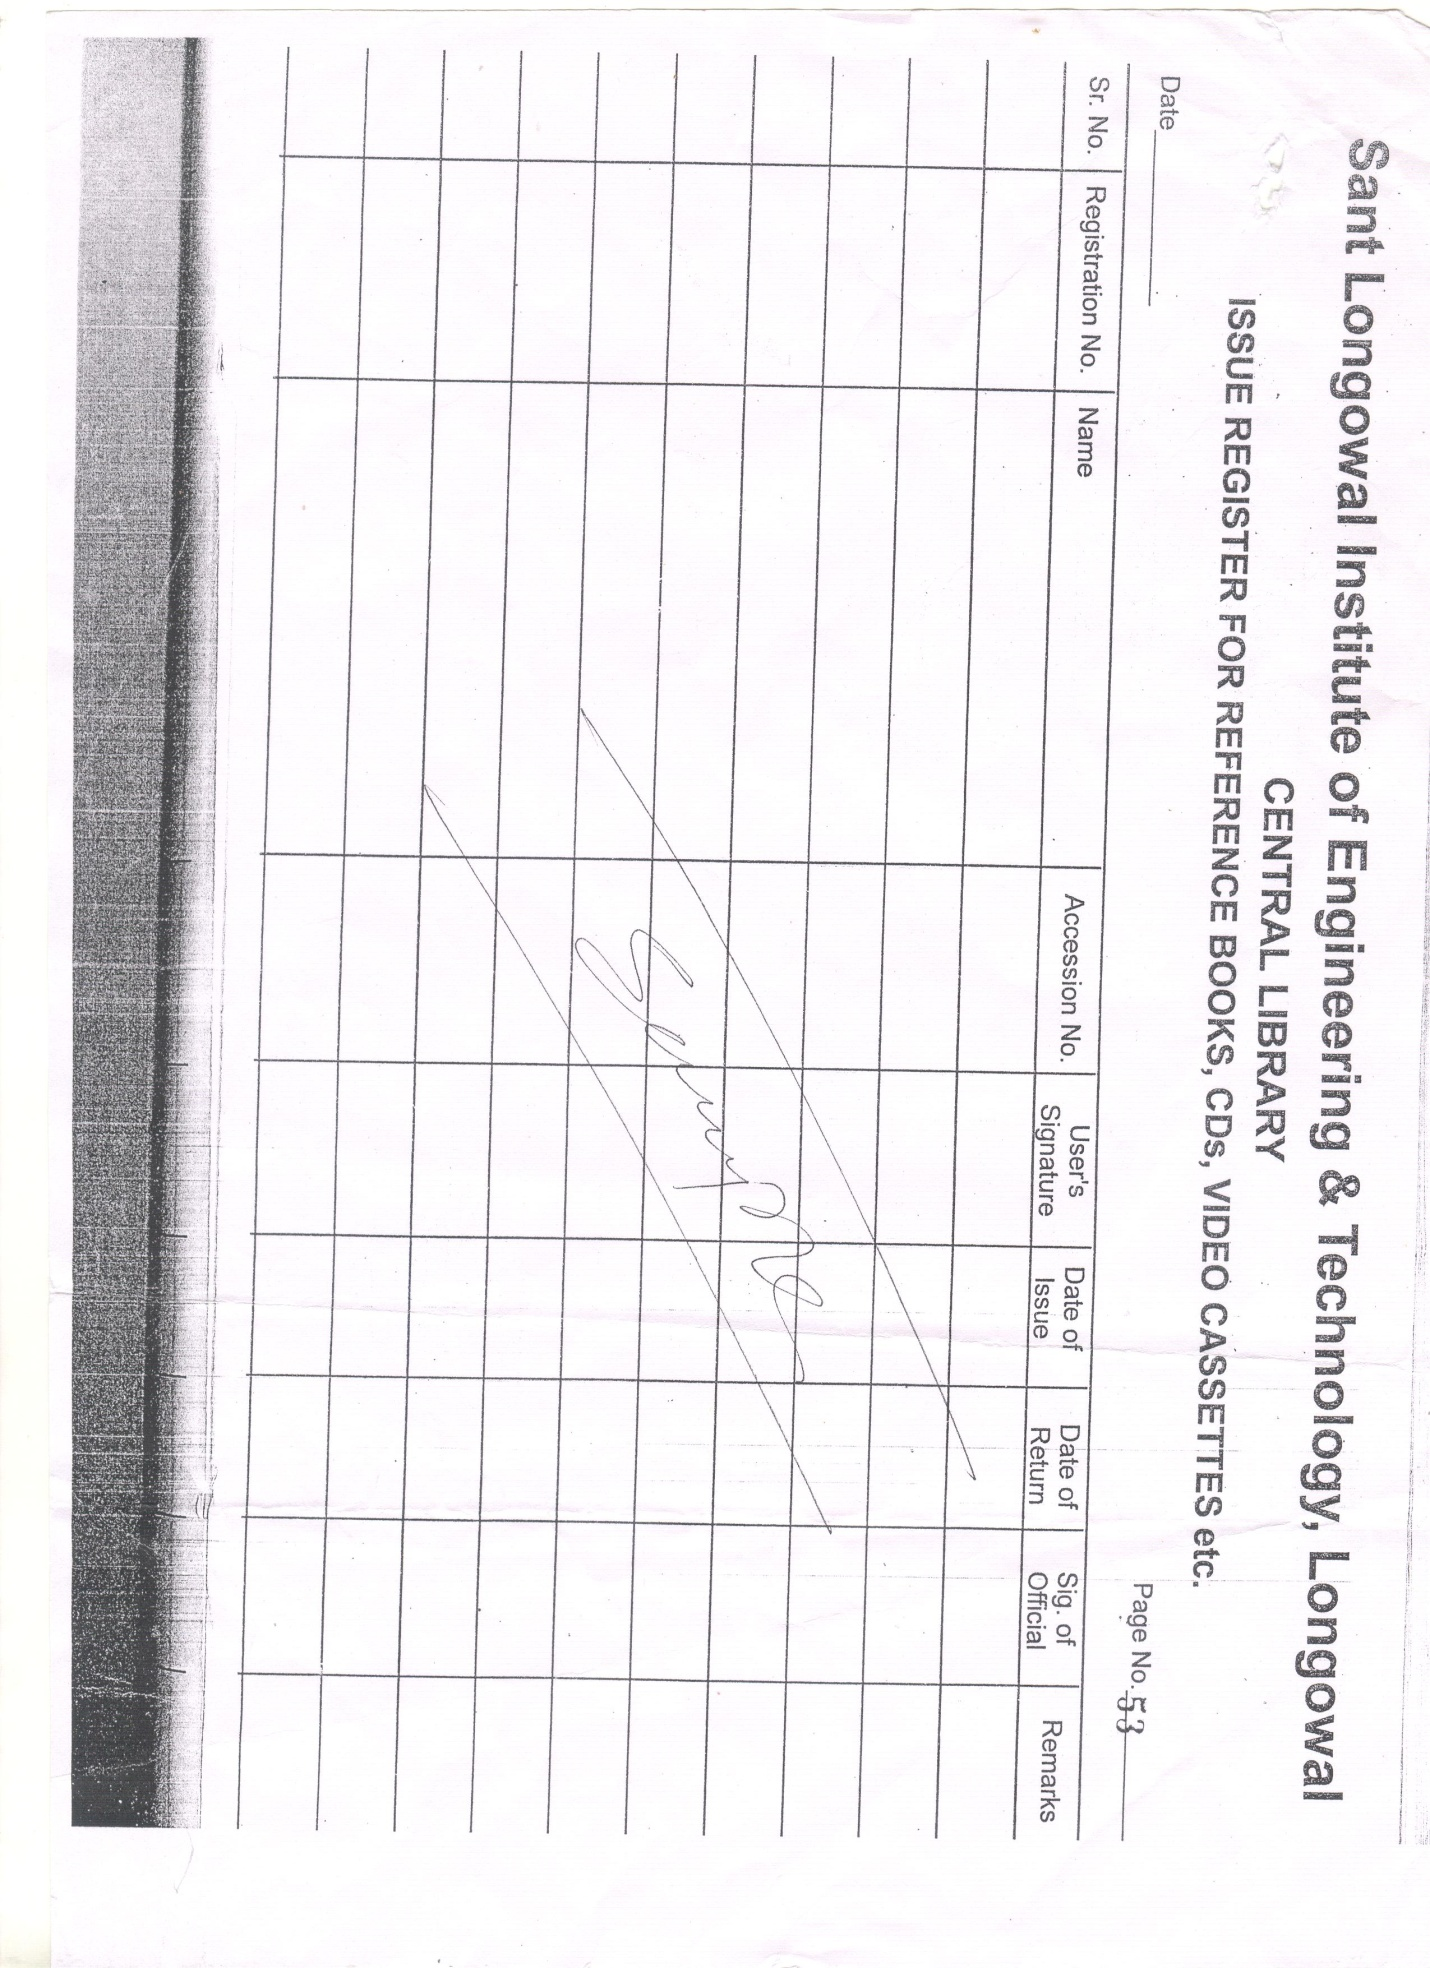 Sant Longowal Institute of Engineering & Technology, Longowal
CENTRAL LIBRARY
ISSUE REGISTER FOR REFERENCE BOOKS, CDs, VIDEO CASSETTES etc.
Date
Page No. 53
Sr. No. Registration No. Name Accession No. User's Signature Date of Issue Date of Return Sig. of Official Remarks
Sample